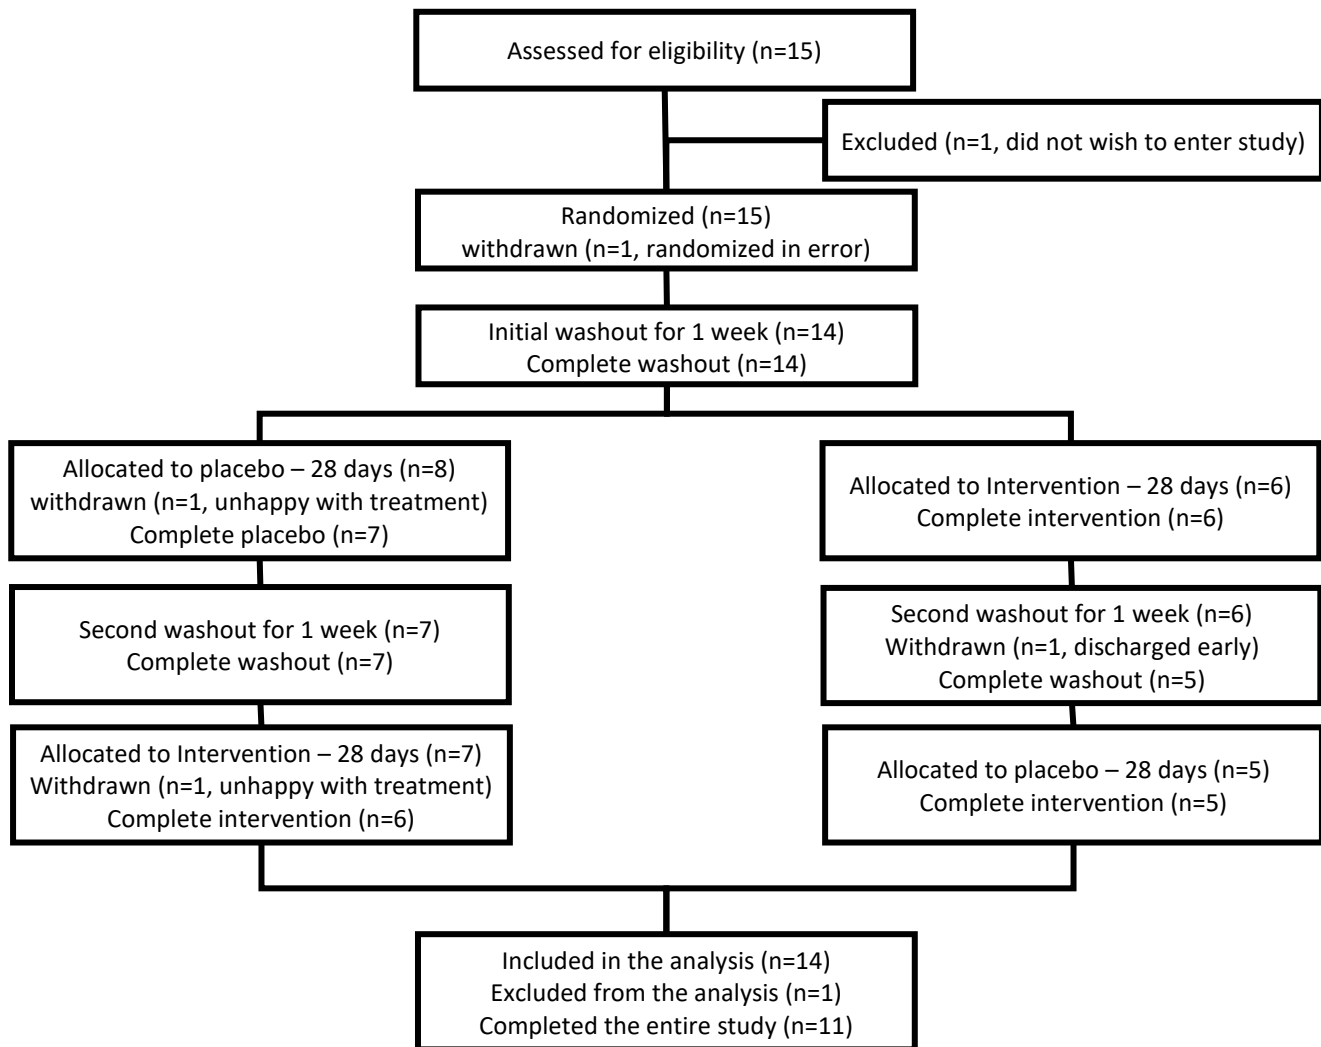 Assessed for eligibility (n=15)
Excluded (n=1, did not wish to enter study)
Randomized (n=15)
withdrawn (n=1, randomized in error)
Initial washout for 1 week (n=14)
Complete washout (n=14)
Allocated to placebo – 28 days (n=8)
withdrawn (n=1, unhappy with treatment)
Complete placebo (n=7)
Allocated to Intervention – 28 days (n=6)
Complete intervention (n=6)
Second washout for 1 week (n=7)
Complete washout (n=7)
Second washout for 1 week (n=6)
Withdrawn (n=1, discharged early)
Complete washout (n=5)
Allocated to Intervention – 28 days (n=7)
Withdrawn (n=1, unhappy with treatment)
Complete intervention (n=6)
Allocated to placebo – 28 days (n=5)
Complete intervention (n=5)
Included in the analysis (n=14)
Excluded from the analysis (n=1)
Completed the entire study (n=11)